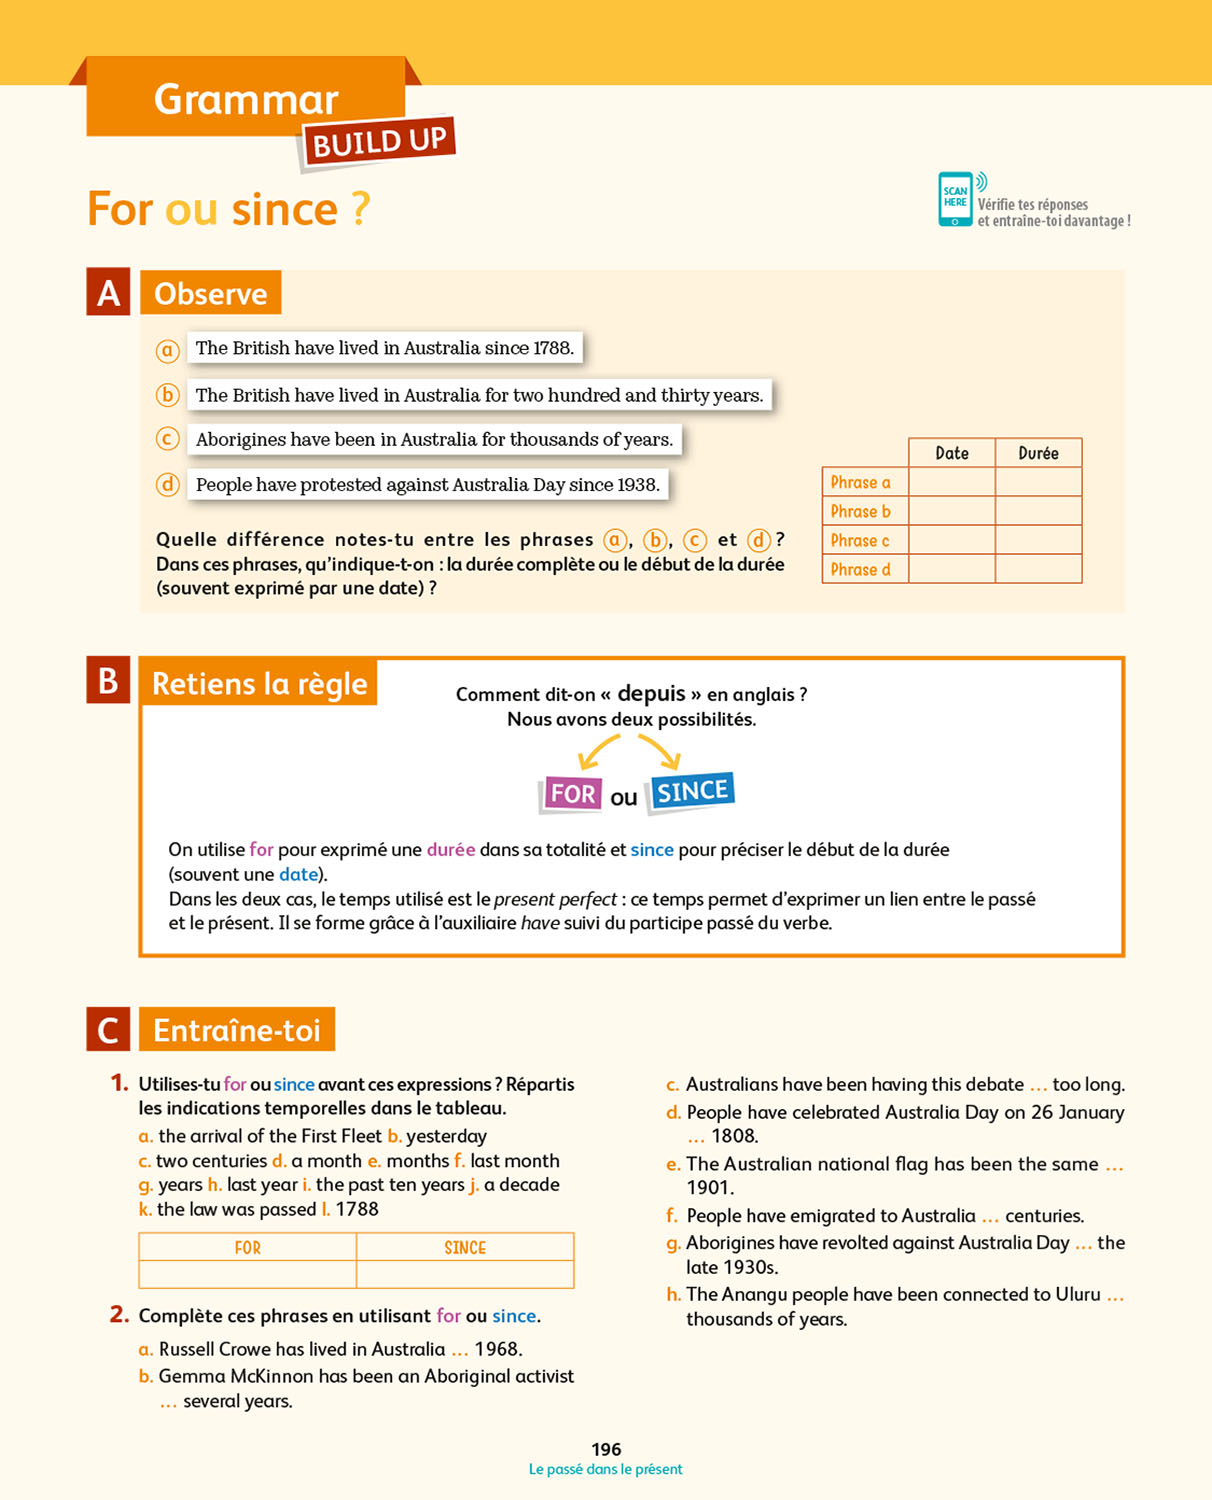 Grammar
BUILD UP
For ou since ?
SCAN
HERE
Vérifie tes réponses
et entraîne-toi davantage !
A
Observe
a The British have lived in Australia since 1788.
b The British have lived in Australia for two hundred and thirty years.
c Aborigines have been in Australia for thousands of years.
d People have protested against Australia Day since 1938.
Quelle différence notes-tu entre les phrases a, b, c et d ?
Dans ces phrases, qu'indique-t-on : la durée complète ou le début de la durée
(souvent exprimé par une date) ?
Date Durée
Phrase a
Phrase b
Phrase c
Phrase d
B
Retiens la règle
Comment dit-on « depuis » en anglais ?
Nous avons deux possibilités.
FOR ou SINCE
On utilise for pour exprimé une durée dans sa totalité et since pour préciser le début de la durée
(souvent une date).
Dans les deux cas, le temps utilisé est le present perfect : ce temps permet d'exprimer un lien entre le passé
et le présent. Il se forme grâce à l'auxiliaire have suivi du participe passé du verbe.
C
Entraîne-toi
1. Utilises-tu for ou since avant ces expressions ? Répartis
les indications temporelles dans le tableau.
a. the arrival of the First Fleet b. yesterday
c. two centuries d. a month e. months f. last month
g. years h. last year i. the past ten years j. a decade
k. the law was passed l. 1788
FOR SINCE
2. Complète ces phrases en utilisant for ou since.
a. Russell Crowe has lived in Australia ... 1968.
b. Gemma McKinnon has been an Aboriginal activist
... several years.
c. Australians have been having this debate ... too long.
d. People have celebrated Australia Day on 26 January
... 1808.
e. The Australian national flag has been the same ...
1901.
f. People have emigrated to Australia ... centuries.
g. Aborigines have revolted against Australia Day ... the
late 1930s.
h. The Anangu people have been connected to Uluru ...
thousands of years.
196
Le passé dans le présent